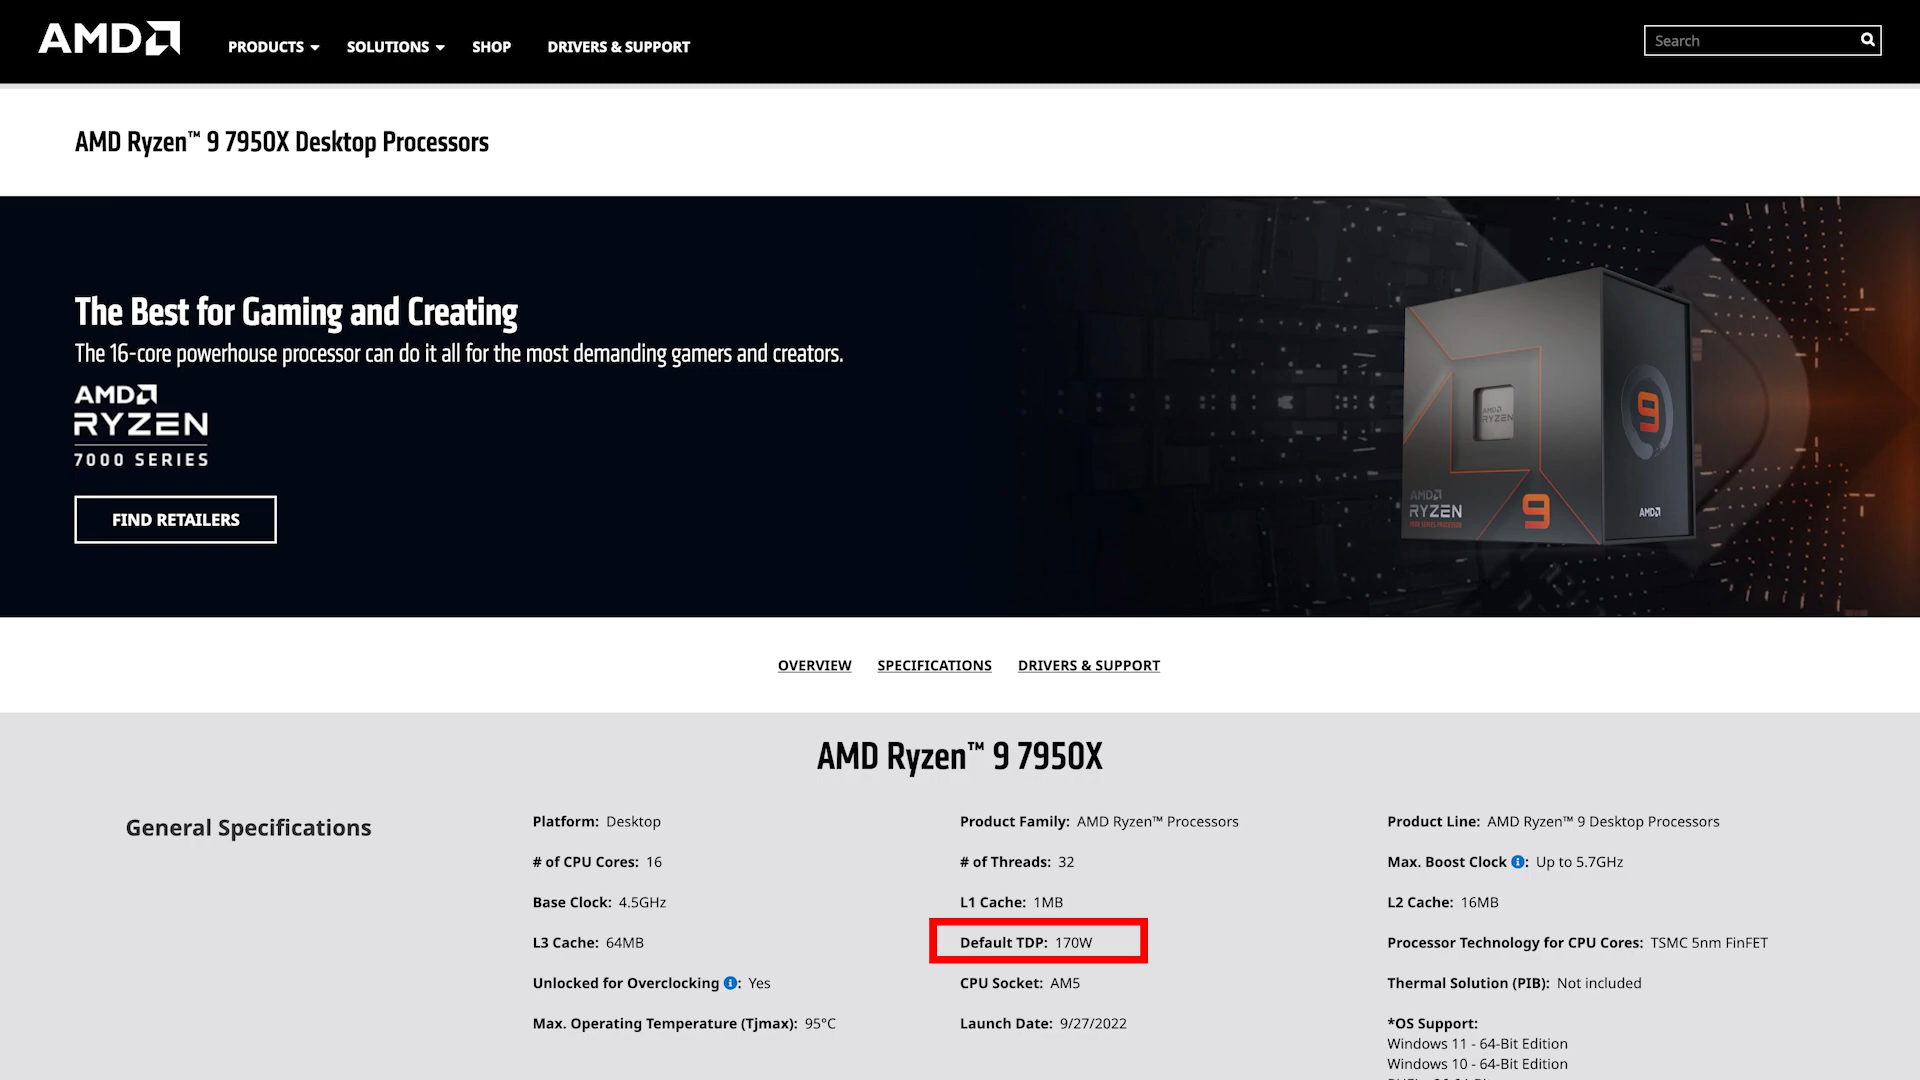 AMD
PRODUCTS
SOLUTIONS
SHOP
DRIVERS & SUPPORT
Search
AMD Ryzen™ 9 7950X Desktop Processors
The Best for Gaming and Creating
The 16-core powerhouse processor can do it all for the most demanding gamers and creators.
AMD
RYZEN
7000 SERIES
FIND RETAILERS
AMD
RYZEN
9
AMD
RYZEN
7000 SERIES PROCESSOR
9
AMD
OVERVIEW
SPECIFICATIONS
DRIVERS & SUPPORT
AMD Ryzen™ 9 7950X
General Specifications
Platform: Desktop
Product Family: AMD Ryzen™ Processors
Product Line: AMD Ryzen™ 9 Desktop Processors
# of CPU Cores: 16
# of Threads: 32
Max. Boost Clock : Up to 5.7GHz
Base Clock: 4.5GHz
L1 Cache: 1MB
L2 Cache: 16MB
L3 Cache: 64MB
Default TDP: 170W
Processor Technology for CPU Cores: TSMC 5nm FinFET
Unlocked for Overclocking : Yes
CPU Socket: AM5
Thermal Solution (PIB): Not included
Max. Operating Temperature (Tjmax): 95°C
Launch Date: 9/27/2022
*OS Support:
Windows 11 - 64-Bit Edition
Windows 10 - 64-Bit Edition